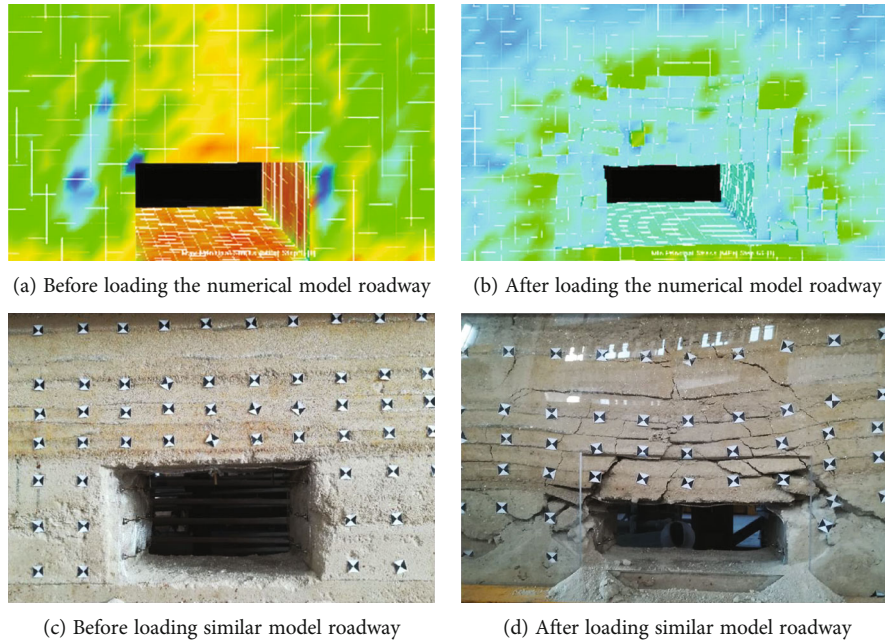 (a) Before loading the numerical model roadway
(b) After loading the numerical model roadway
(c) Before loading similar model roadway
(d) After loading similar model roadway